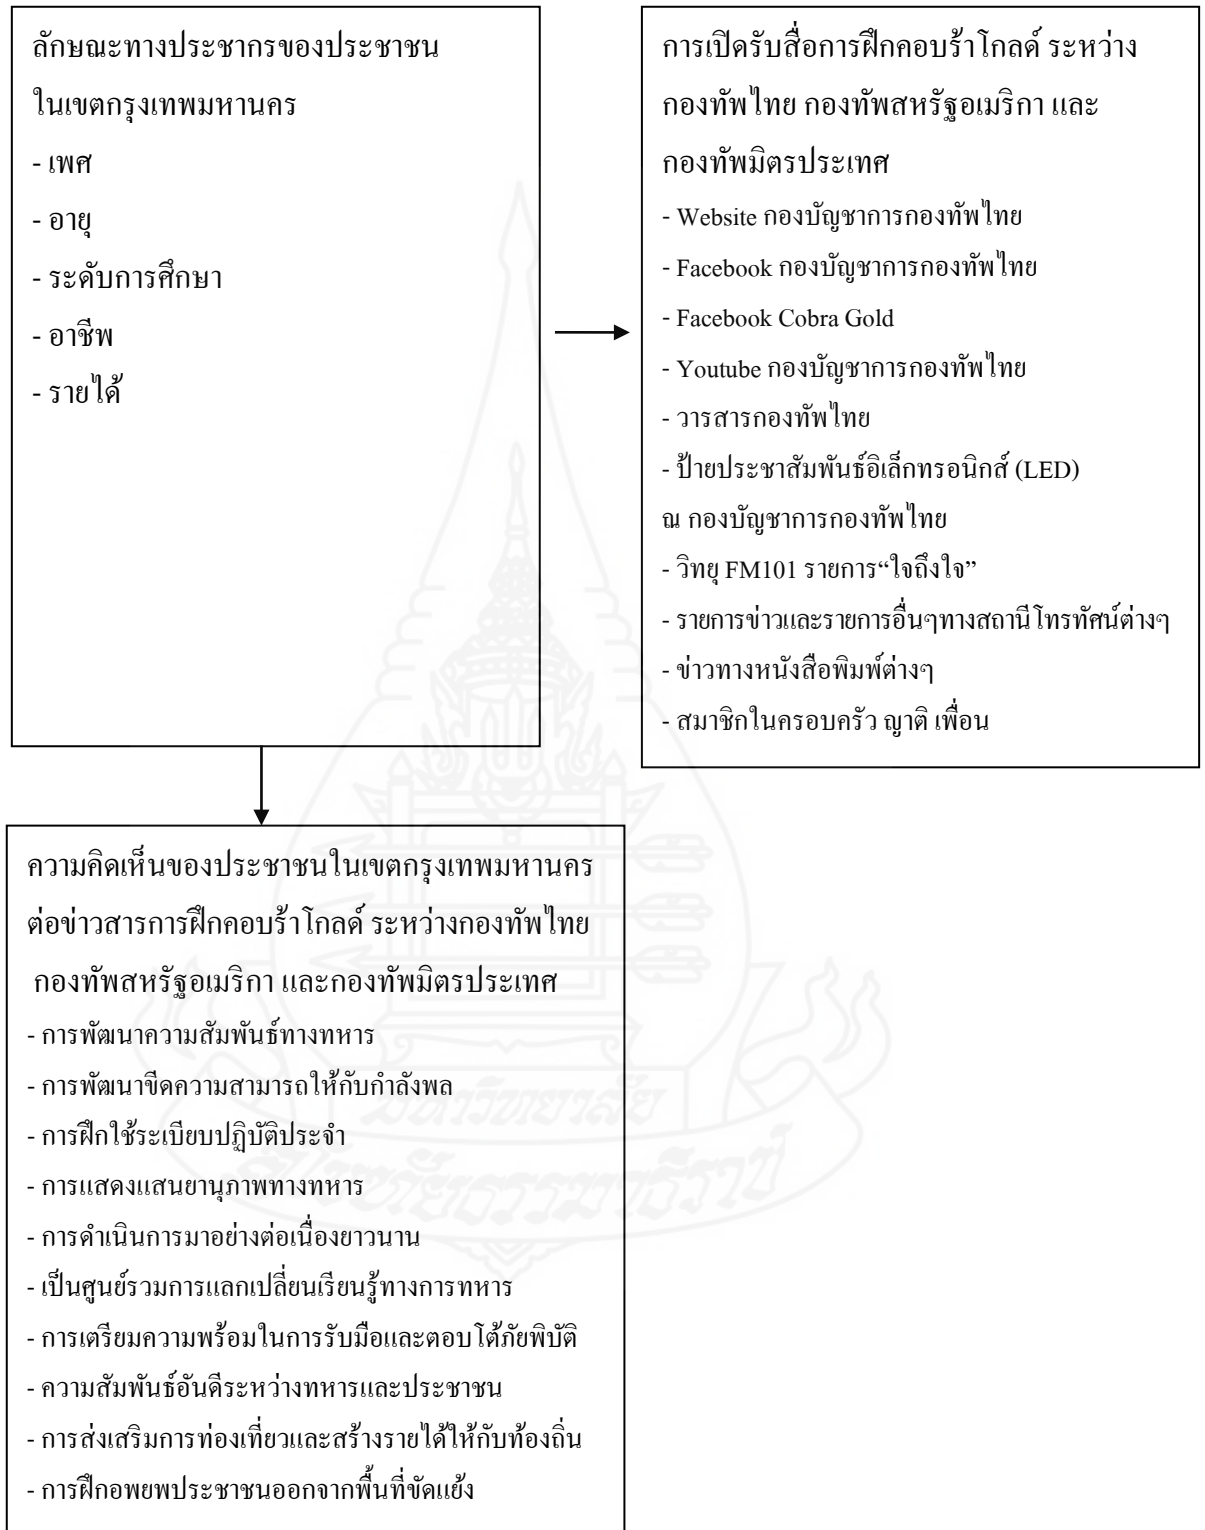 ลักษณะทางประชากรของประชาชน
ในเขตกรุงเทพมหานคร
- เพศ
- อายุ
- ระดับการศึกษา
- อาชีพ
- รายได้
การเปิดรับสื่อการฝึกคอบร้าโกลด์ ระหว่าง
กองทัพไทย กองทัพสหรัฐอเมริกา และ
กองทัพมิตรประเทศ
- Website กองบัญชาการกองทัพไทย
- Facebook กองบัญชาการกองทัพไทย
- Facebook Cobra Gold
- Youtube กองบัญชาการกองทัพไทย
- วารสารกองทัพไทย
- ป้ายประชาสัมพันธ์อิเล็กทรอนิกส์ (LED)
ณ กองบัญชาการกองทัพไทย
- วิทยุ FM101 รายการ“ใจถึงใจ”
- รายการข่าวและรายการอื่นๆทางสถานีโทรทัศน์ต่างๆ
- ข่าวทางหนังสือพิมพ์ต่างๆ
- สมาชิกในครอบครัว ญาติ เพื่อน
ความคิดเห็นของประชาชนในเขตกรุงเทพมหานคร
ต่อข่าวสารการฝึกคอบร้าโกลด์ ระหว่างกองทัพไทย
กองทัพสหรัฐอเมริกา และกองทัพมิตรประเทศ
- การพัฒนาความสัมพันธ์ทางทหาร
- การพัฒนาขีดความสามารถให้กับกำลังพล
- การฝึกใช้ระเบียบปฏิบัติประจำ
- การแสดงแสนยานุภาพทางทหาร
- การดำเนินการมาอย่างต่อเนื่องยาวนาน
- เป็นศูนย์รวมการแลกเปลี่ยนเรียนรู้ทางการทหาร
- การเตรียมความพร้อมในการรับมือและตอบโต้ภัยพิบัติ
- ความสัมพันธ์อันดีระหว่างทหารและประชาชน
- การส่งเสริมการท่องเที่ยวและสร้างรายได้ให้กับท้องถิ่น
- การฝึกอพยพประชาชนออกจากพื้นที่ขัดแย้ง
มหาวิทยาลัย
สุโขทัยธรรมาธิราช